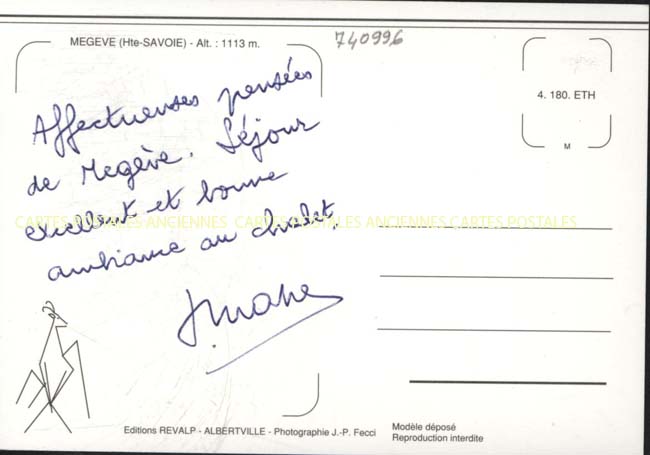 MEGEVE (Hte-SAVOIE) - Alt. : 1113 m.
740996
4. 180. ETH
M
Affectueuses pensées
de Megève. Séjour
excellent et bonne
ambiance au chalet.
CARTES POSTALES ANCIENNES CARTES POSTALES ANCIENNES CARTES POSTALES
Editions REVALP - ALBERTVILLE - Photographie J.-P. Fecci
Modèle déposé
Reproduction interdite